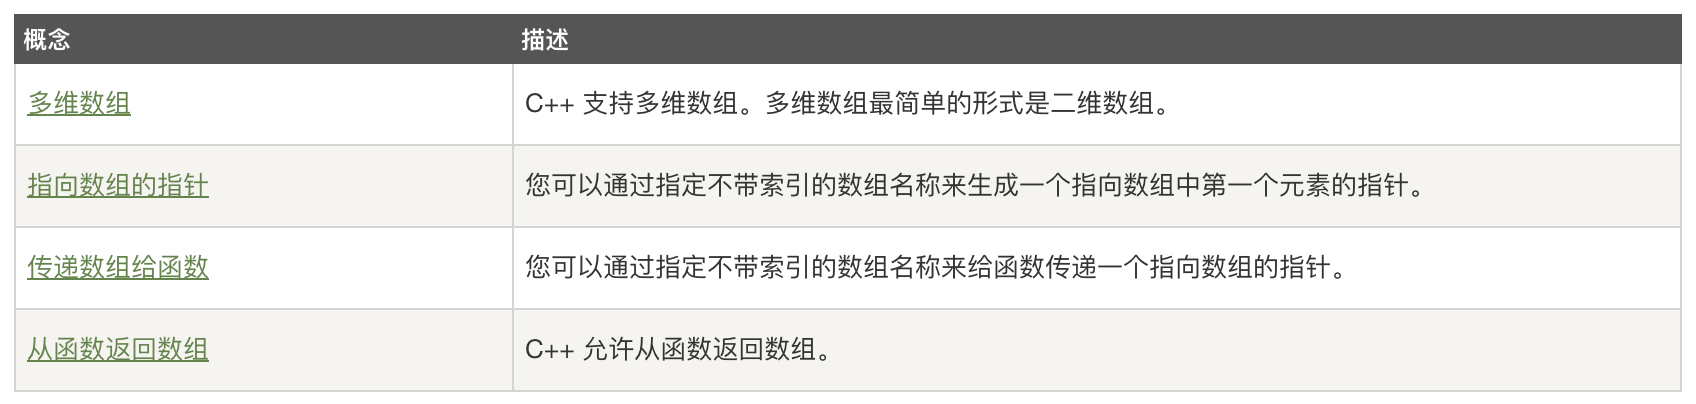 概念 描述
多维数组 C++ 支持多维数组。多维数组最简单的形式是二维数组。
指向数组的指针 您可以通过指定不带索引的数组名称来生成一个指向数组中第一个元素的指针。
传递数组给函数 您可以通过指定不带索引的数组名称来给函数传递一个指向数组的指针。
从函数返回数组 C++ 允许从函数返回数组。